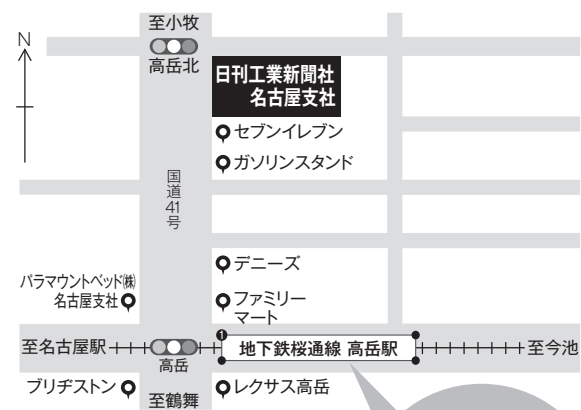 至小牧
N
高岳北
日刊工業新聞社
名古屋支社
セブンイレブン
ガソリンスタンド
国道41号
デニーズ
パラマウントベッド㈱
名古屋支社
ファミリー
マート
1
至名古屋駅
地下鉄桜通線 高岳駅
至今池
高岳
ブリヂストン
レクサス高岳
至鶴舞